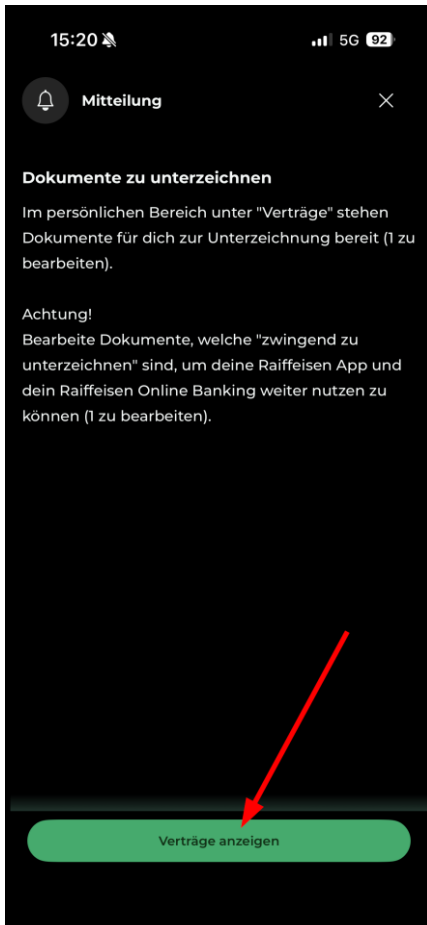 15:20 5G 92
Mitteilung
Dokumente zu unterzeichnen
Im persönlichen Bereich unter "Verträge" stehen
Dokumente für dich zur Unterzeichnung bereit (1 zu
bearbeiten).
Achtung!
Bearbeite Dokumente, welche "zwingend zu
unterzeichnen" sind, um deine Raiffeisen App und
dein Raiffeisen Online Banking weiter nutzen zu
können (1 zu bearbeiten).
Verträge anzeigen